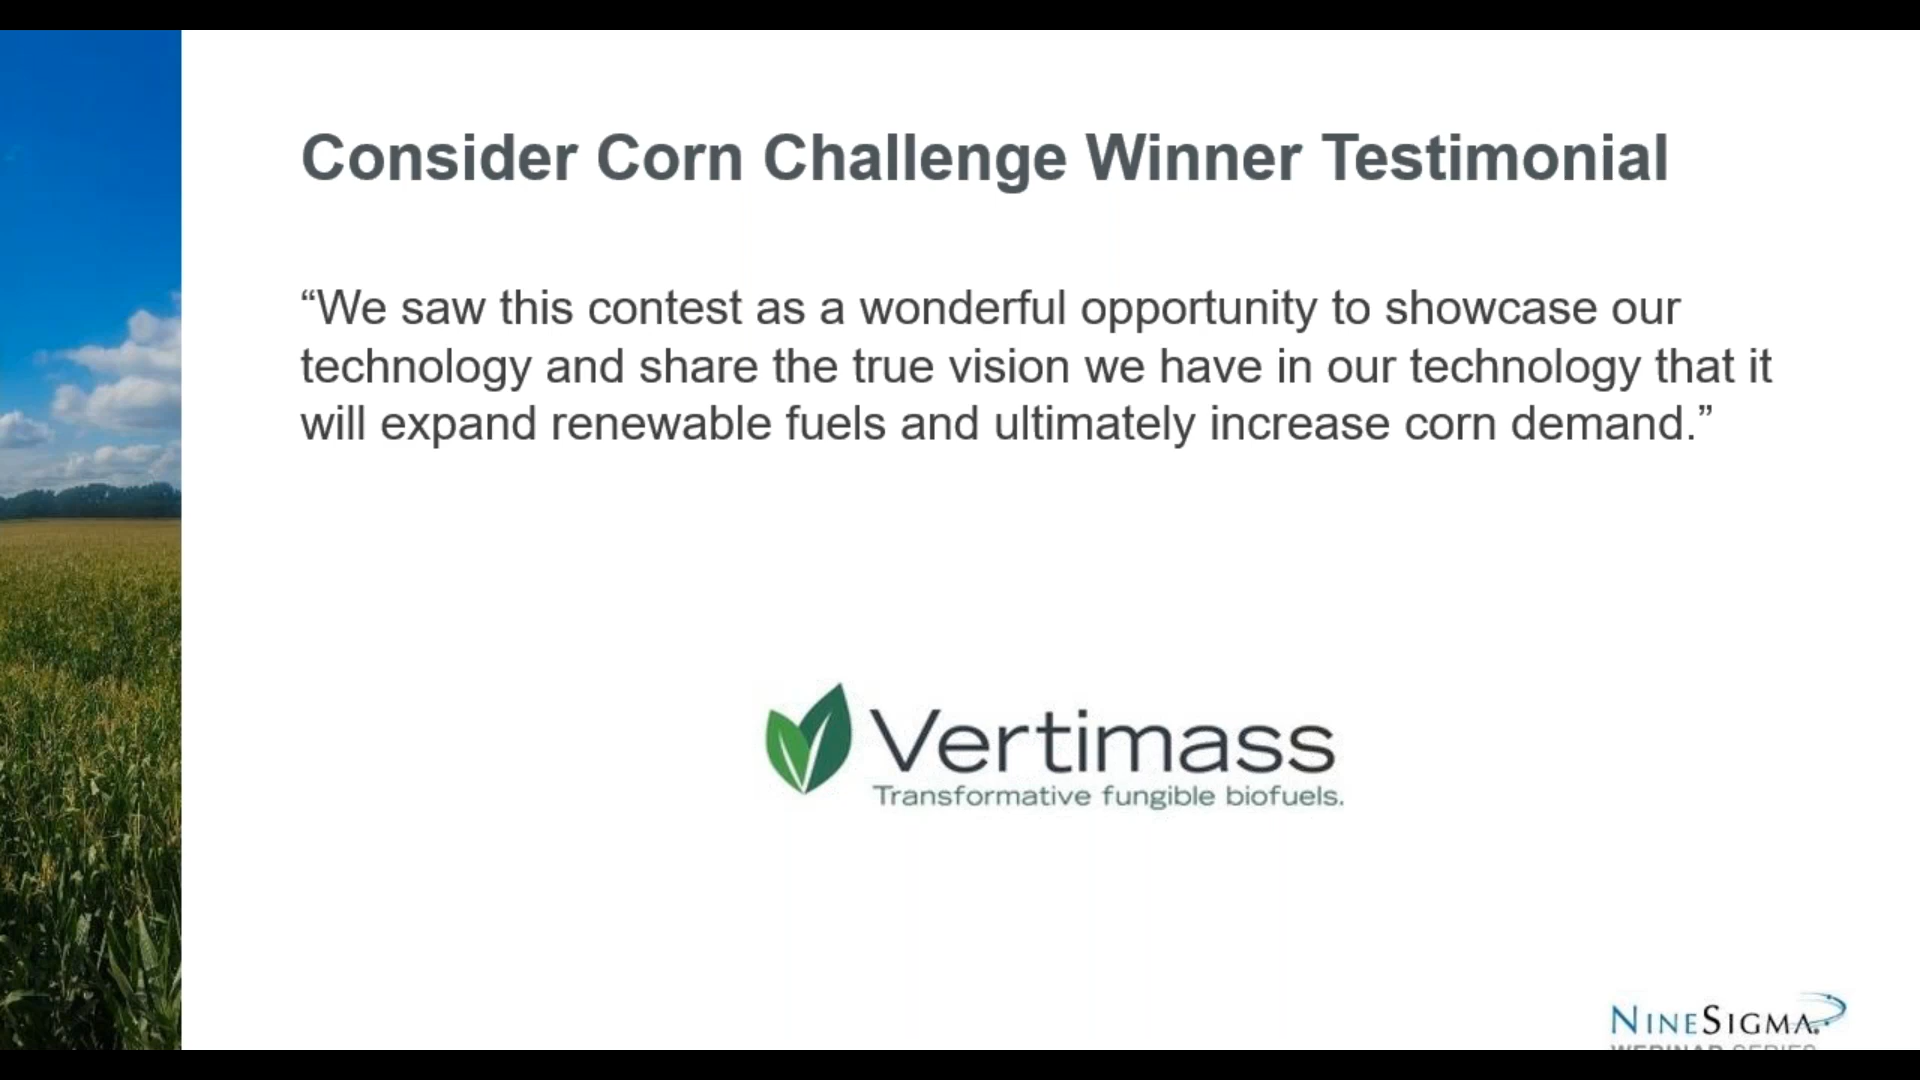 Consider Corn Challenge Winner Testimonial
“We saw this contest as a wonderful opportunity to showcase our
technology and share the true vision we have in our technology that it
will expand renewable fuels and ultimately increase corn demand.”
Vertimass
Transformative fungible biofuels.
NINESIGMA